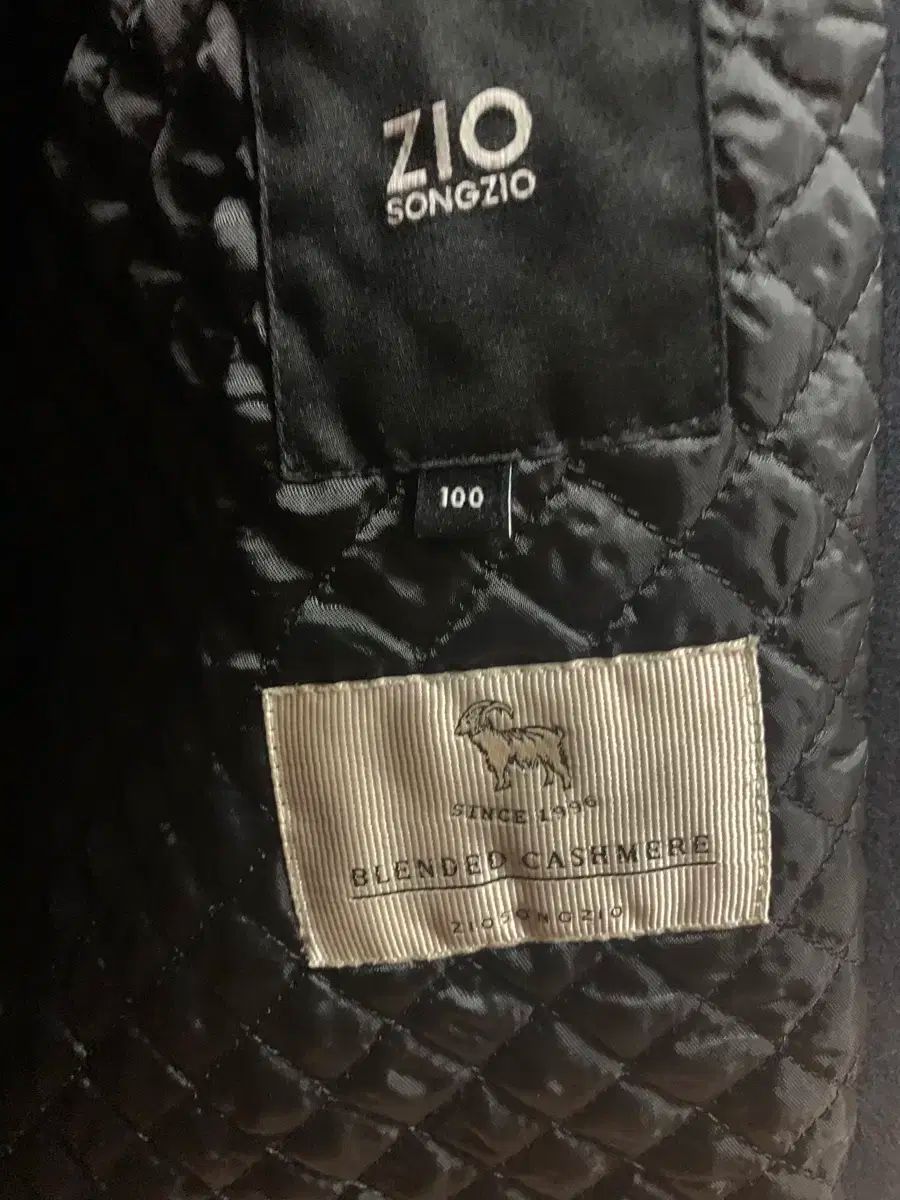 ZIO
SONGZIO
100
SINCE 1996
BLENDED CASHMERE
ZIOSONGZIO